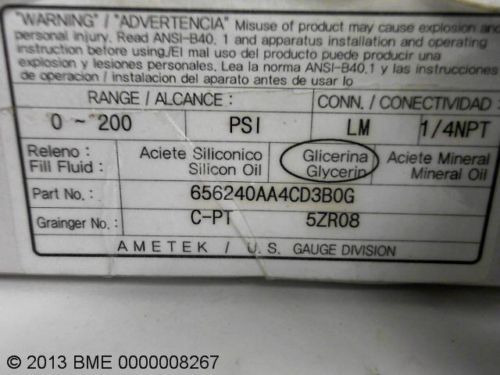 "WARNING" / "ADVERTENCIA" Misuse of product may cause explosion and
personal injury. Read ANSI-B40. 1 and apparatus installation and operating
instruction before using./El mal uso del producto puede producir una
explosion y lesiones personales. Lea la norma ANSI-B40.1 y las instrucciones
de operacion / instalacion del aparato antes de usar lo
RANGE / ALCANCE: CONN. / CONECTIVIDAD
0 ~ 200 PSI LM 1/4NPT
Releno: Aciete Siliconico Glicerina Aciete Mineral
Fill Fluid: Silicon Oil Glycerin Mineral Oil
Part No.: 656240AA4CD3B0G
Grainger No.: C-PT 5ZR08
AMETEK / U.S. GAUGE DIVISION
© 2013 BME 0000008267